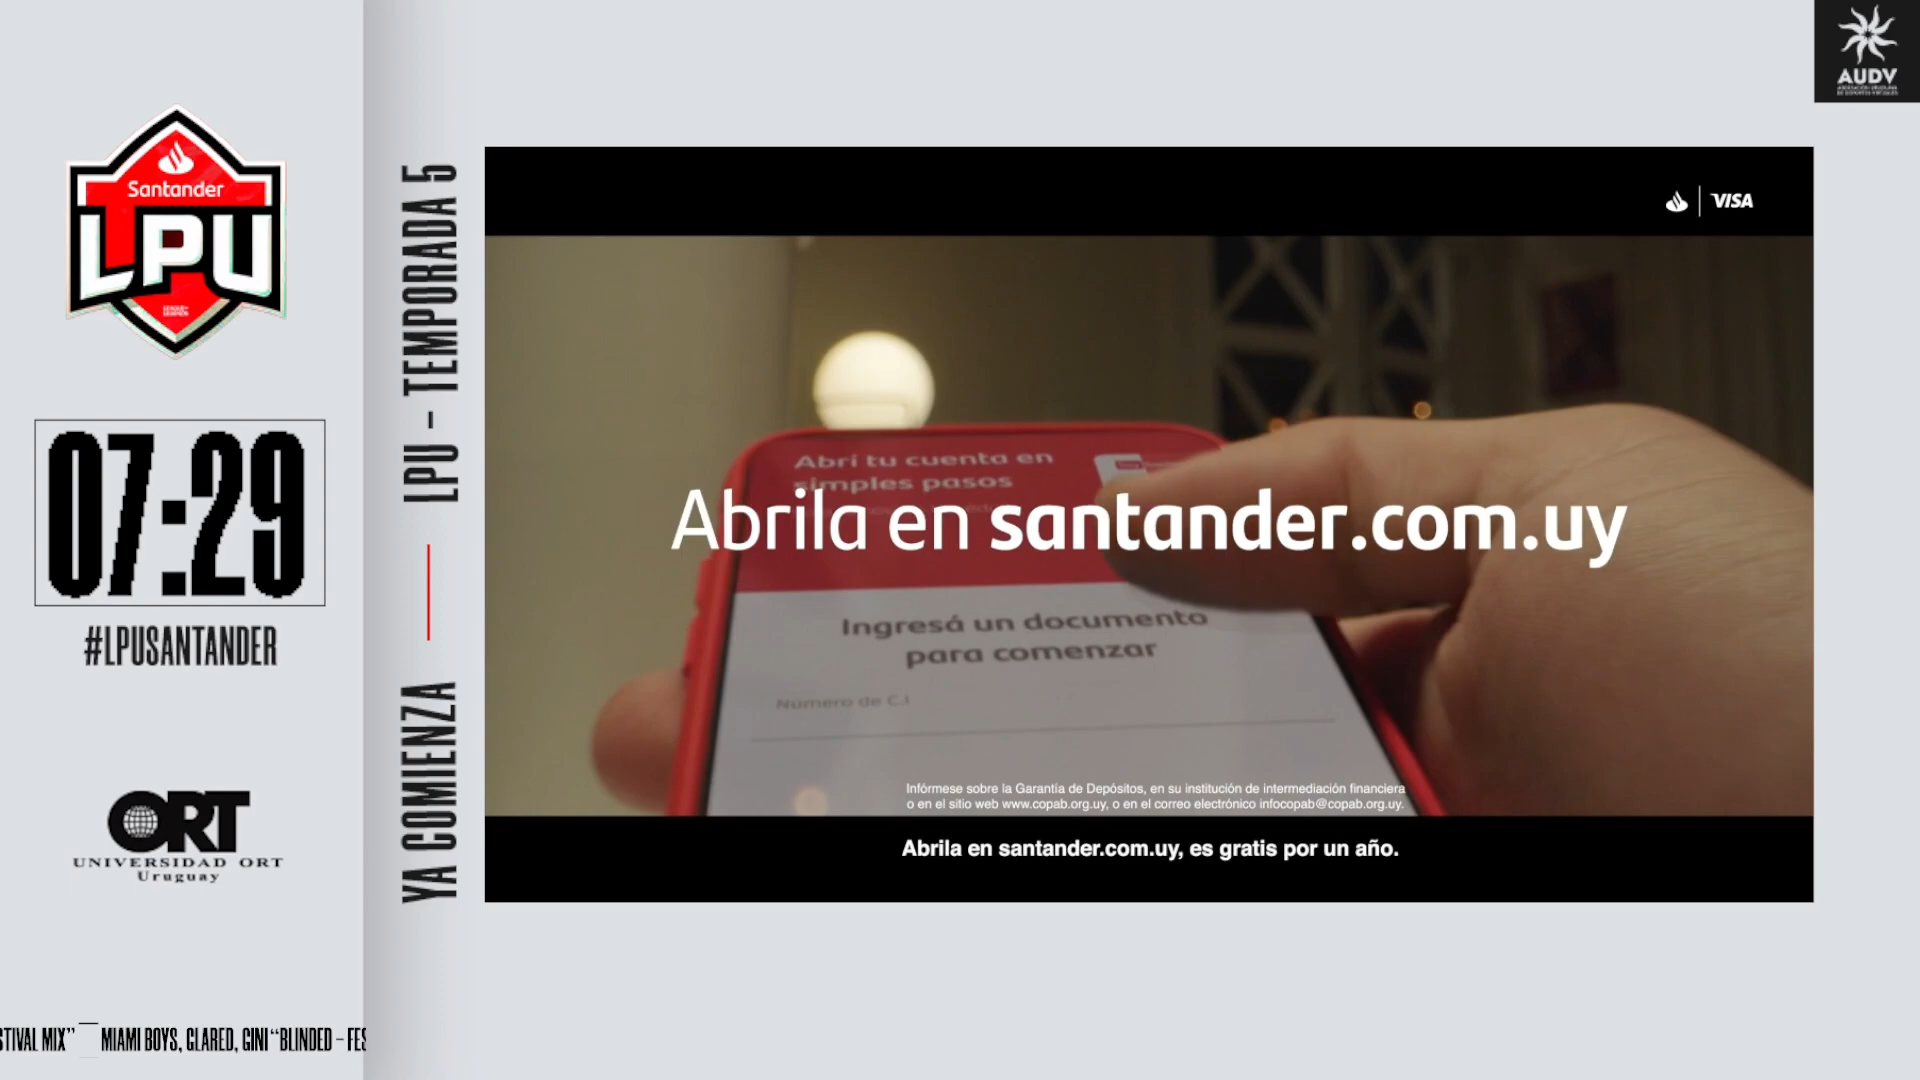 AUDV
Santander
LPU
07:29
#LPUSANTANDER
ORT
UNIVERSIDAD ORT
Uruguay
STIVAL MIX” MIAMI BOYS, GLARED, GINI “BLINDED – FES
YA COMIENZA LPU – TEMPORADA 5
VISA
Abrí tu cuenta en
simples pasos
Abrila en santander.com.uy
Ingresá un documento
para comenzar
Número de C.I
Infórmese sobre la Garantía de Depósitos, en su institución de intermediación financiera
o en el sitio web www.copab.org.uy, o en el correo electrónico infocopab@copab.org.uy.
Abrila en santander.com.uy, es gratis por un año.